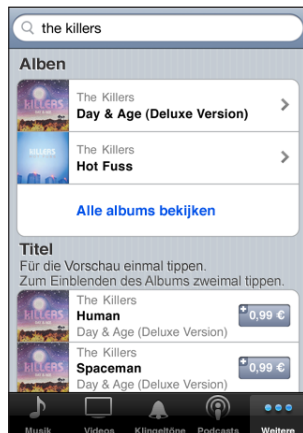 the killers
Alben
The Killers
Day & Age (Deluxe Version)
The Killers
Hot Fuss
Alle albums bekijken
Titel
Für die Vorschau einmal tippen.
Zum Einblenden des Albums zweimal tippen.
The Killers
Human
Day & Age (Deluxe Version)
0,99 €
The Killers
Spaceman
Day & Age (Deluxe Version)
0,99 €
Musik Videos Klingeltöne Podcasts Weitere